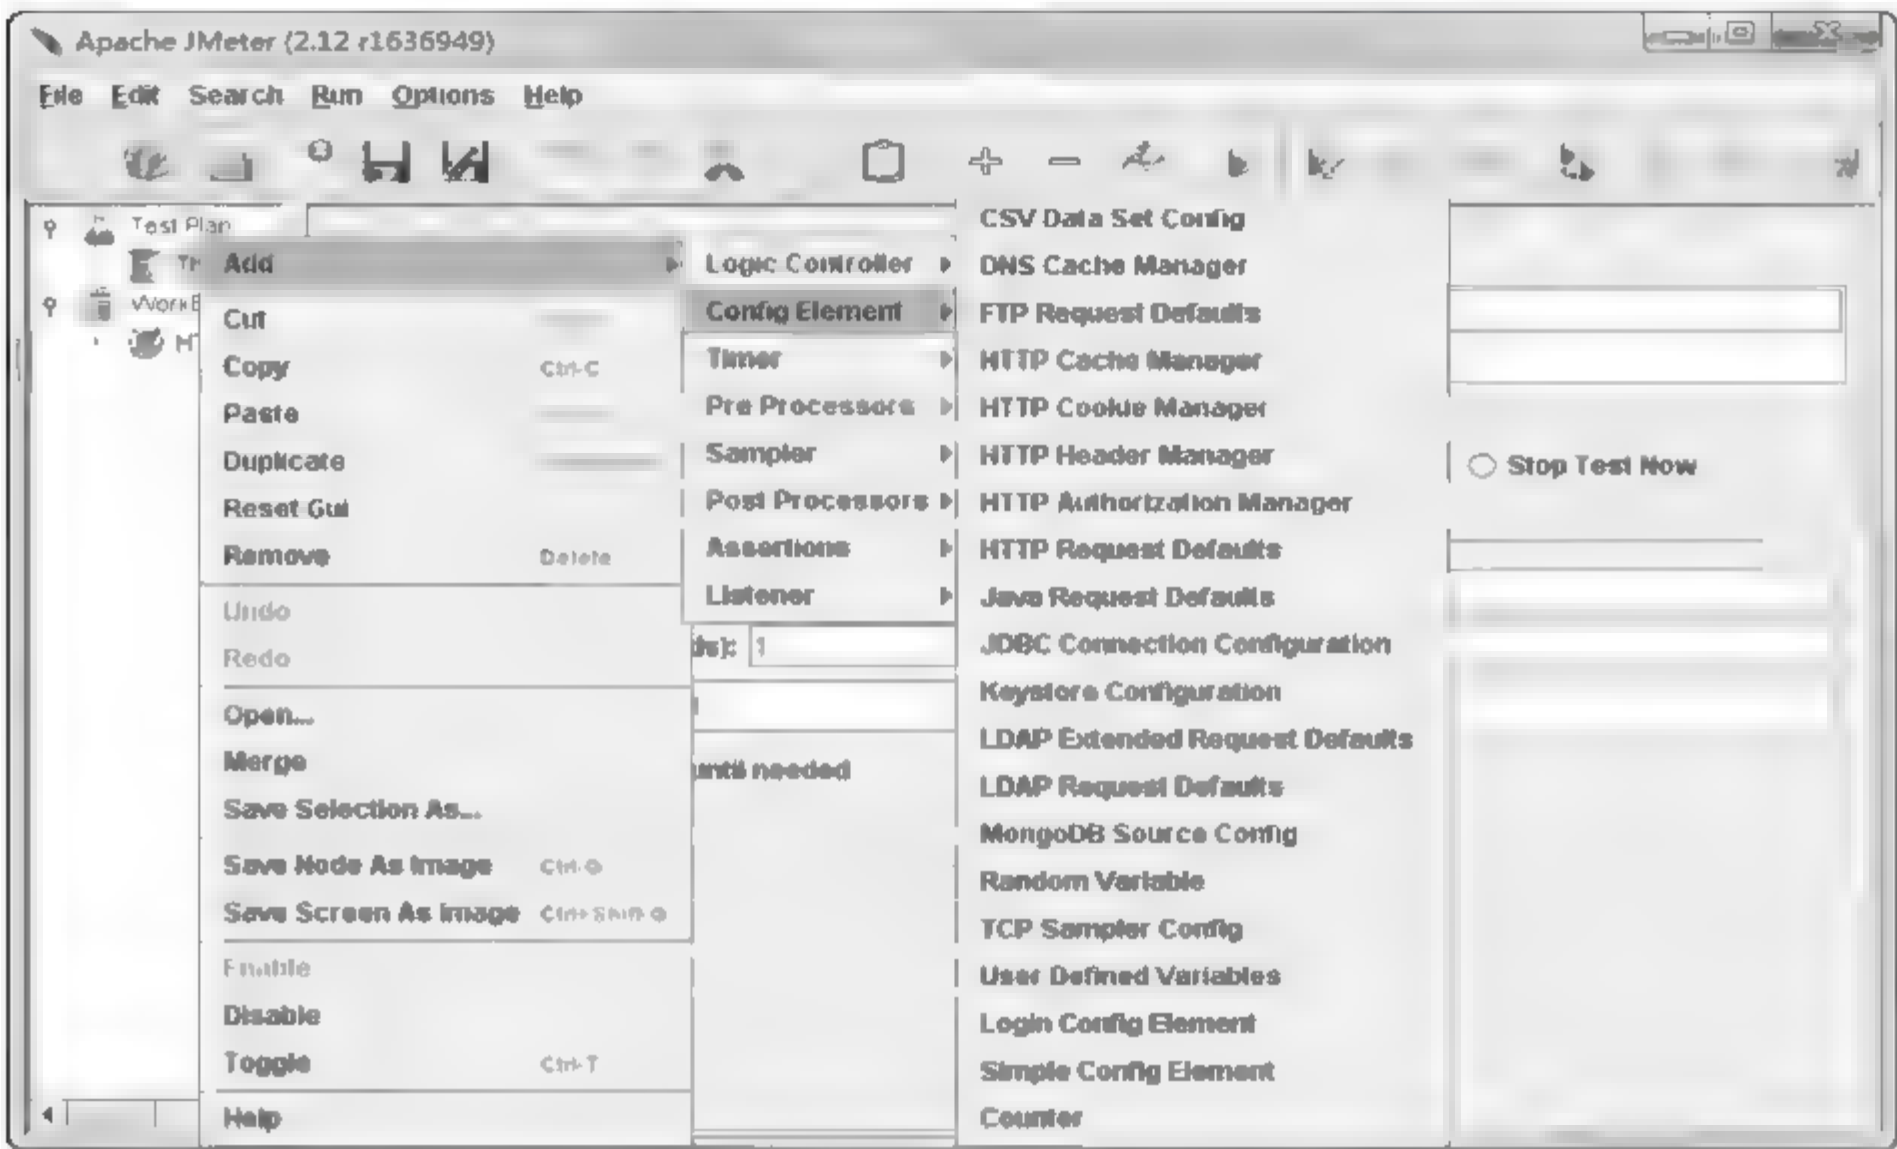 Apache JMeter (2.12 r1636949)
File Edit Search Run Options Help
Test Plan
Add
Cut
Copy Ctrl-C
Paste
Duplicate
Reset Gui
Remove Delete
Undo
Redo
Open...
Merge
Save Selection As...
Save Node As Image Ctrl-G
Save Screen As Image Ctrl+Shift-G
Enable
Disable
Toggle Ctrl-T
Help
Logic Controller
Config Element
Timer
Pre Processors
Sampler
Post Processors
Assertions
Listener
ds): 1
until needed
CSV Data Set Config
DNS Cache Manager
FTP Request Defaults
HTTP Cache Manager
HTTP Cookie Manager
HTTP Header Manager
HTTP Authorization Manager
HTTP Request Defaults
Java Request Defaults
JDBC Connection Configuration
Keystore Configuration
LDAP Extended Request Defaults
LDAP Request Defaults
MongoDB Source Config
Random Variable
TCP Sampler Config
User Defined Variables
Login Config Element
Simple Config Element
Counter
Stop Test Now